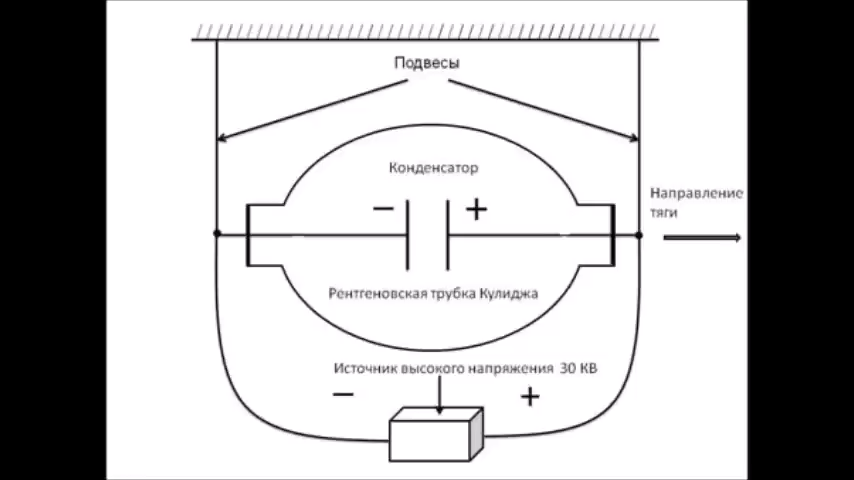 Подвесы
Конденсатор
− +
Направление
тяги
Рентгеновская трубка Кулиджа
Источник высокого напряжения 30 КВ
− +